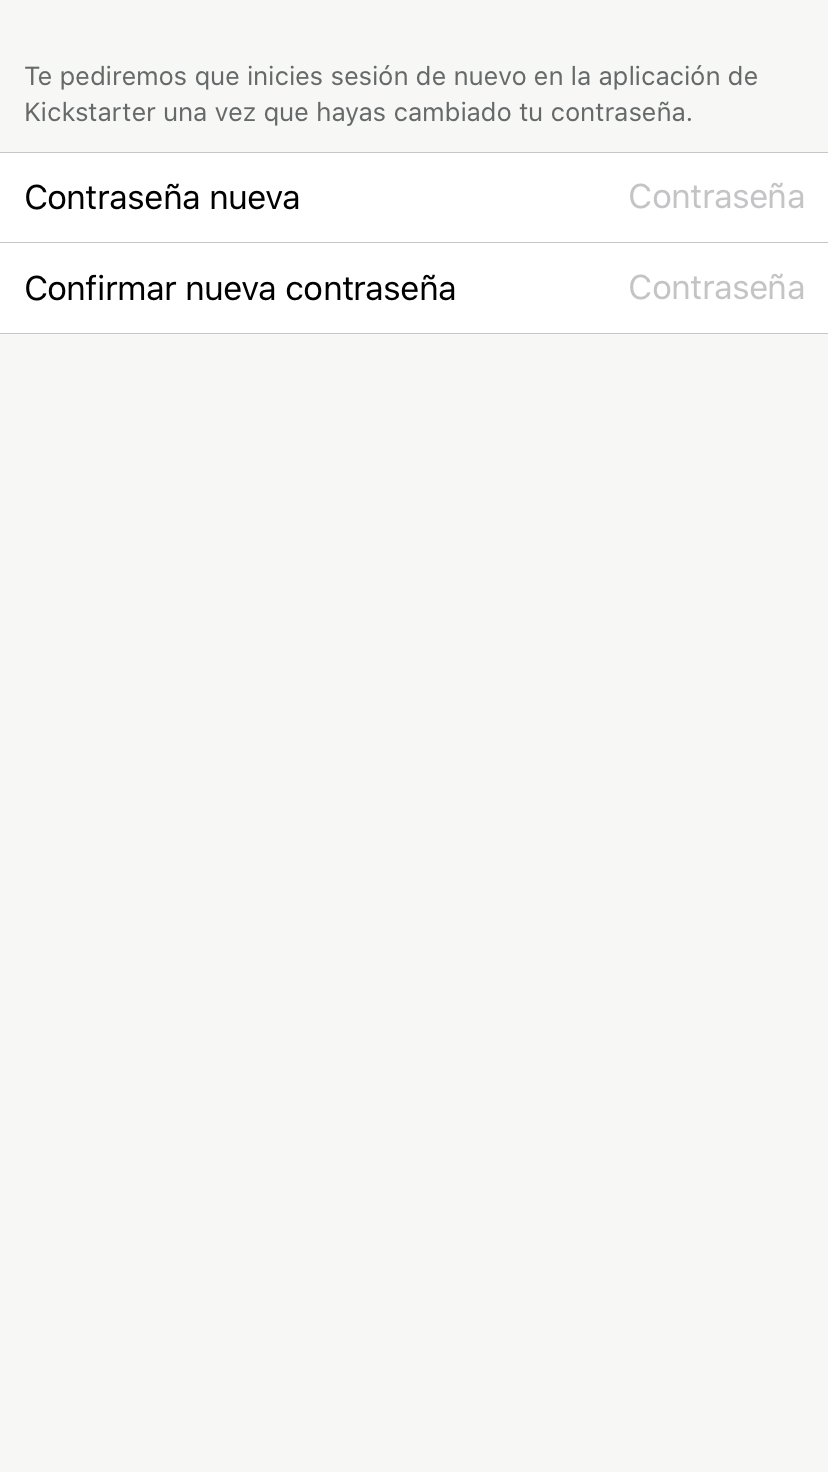 Te pediremos que inicies sesión de nuevo en la aplicación de
Kickstarter una vez que hayas cambiado tu contraseña.
Contraseña nueva Contraseña
Confirmar nueva contraseña Contraseña